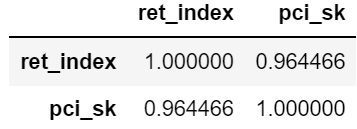 ret_index pci_sk
ret_index 1.000000 0.964466
pci_sk 0.964466 1.000000